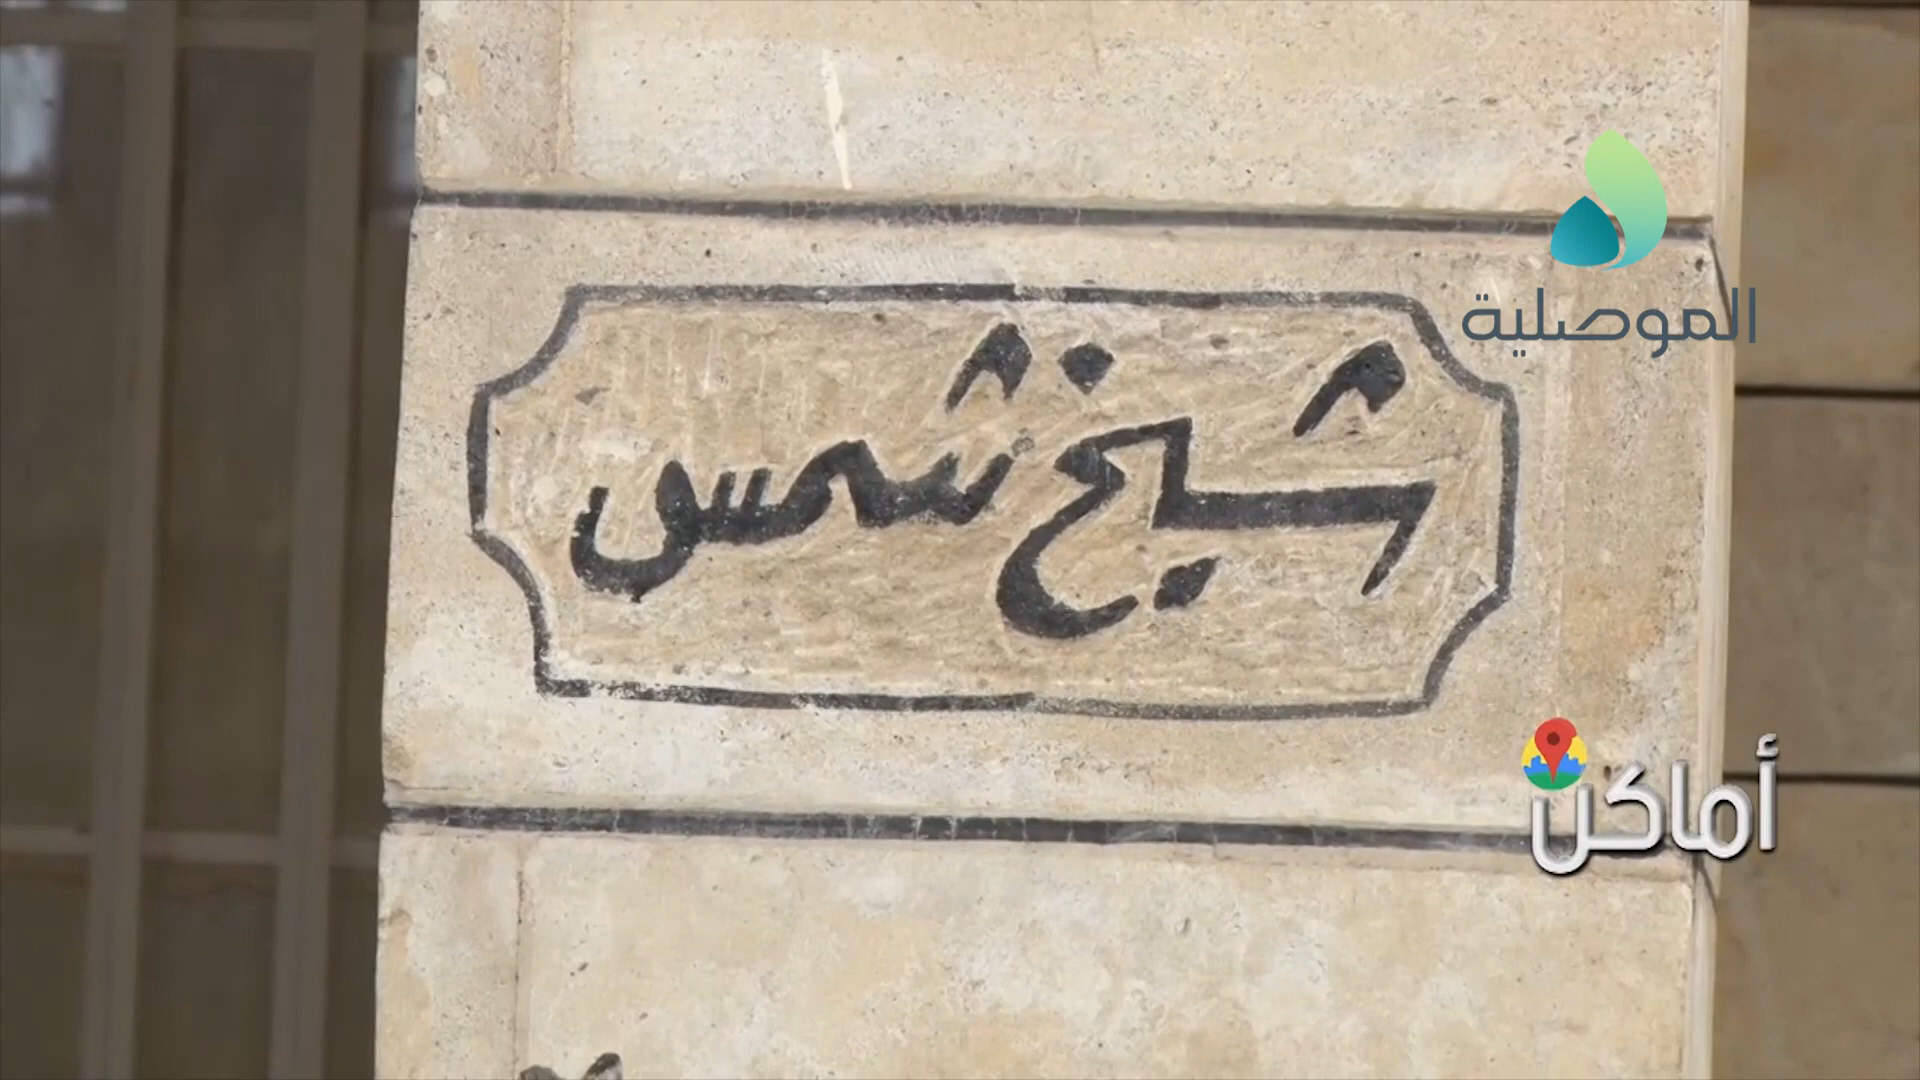 الموصلية
شيخ شمس
أماكن